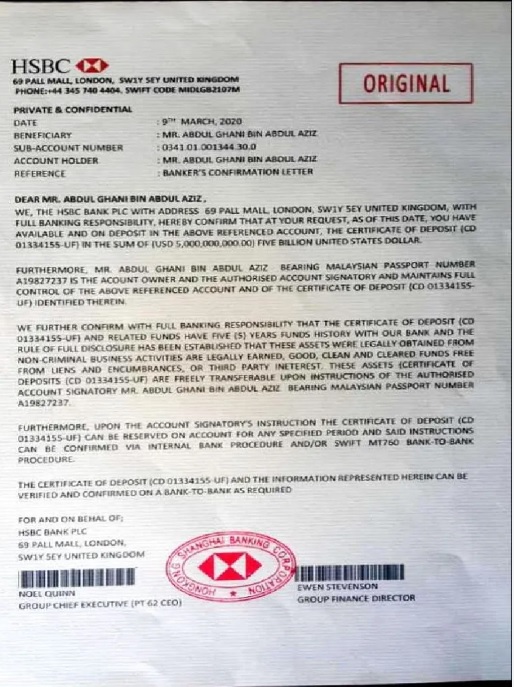 HSBC
69 PALL MALL, LONDON, SW1Y 5EY UNITED KINGDOM
PHONE:+44 345 740 4404, SWIFT CODE MIDLGB2107M
ORIGINAL
PRIVATE & CONFIDENTIAL
DATE : 9TH MARCH, 2020
BENEFICIARY : MR. ABDUL GHANI BIN ABDUL AZIZ
SUB-ACCOUNT NUMBER : 0341.01.001344.30.0
ACCOUNT HOLDER : MR. ABDUL GHANI BIN ABDUL AZIZ
REFERENCE : BANKER'S CONFIRMATION LETTER
DEAR MR. ABDUL GHANI BIN ABDUL AZIZ,
WE, THE HSBC BANK PLC WITH ADDRESS 69 PALL MALL, LONDON, SW1Y 5EY UNITED KINGDOM, WITH
FULL BANKING RESPONSIBILITY, HEREBY CONFIRM THAT AT YOUR REQUEST, AS OF THIS DATE, YOU HAVE
AVAILABLE AND ON DEPOSIT IN THE ABOVE REFERENCED ACCOUNT, THE CERTIFICATE OF DEPOSIT (CD
01334155-UF) IN THE SUM OF (USD 5,000,000,000.00) FIVE BILLION UNITED STATES DOLLAR.
FURTHERMORE, MR. ABDUL GHANI BIN ABDUL AZIZ BEARING MALAYSIAN PASSPORT NUMBER
A19827237 IS THE ACOUNT OWNER AND THE AUTHORISED ACCOUNT SIGNATORY AND MAINTAINS FULL
CONTROL OF THE ABOVE REFERENCED ACCOUNT AND OF THE CERTIFICATE OF DEPOSIT (CD 01334155-
UF) IDENTIFIED THEREIN.
WE FURTHER CONFIRM WITH FULL BANKING RESPONSIBILITY THAT THE CERTIFICATE OF DEPOSIT (CD
01334155-UF) AND RELATED FUNDS HAVE FIVE (5) YEARS FUNDS HISTORY WITH OUR BANK AND THE
RULE OF FULL DISCLOSURE HAS BEEN ESTABLISHED THAT THESE ASSETS WERE LEGALLY OBTAINED FROM
NON-CRIMINAL BUSINESS ACTIVITIES ARE LEGALLY EARNED, GOOD, CLEAN AND CLEARED FUNDS FREE
FROM LIENS AND ENCUMBRANCES, OR THIRD PARTY INETEREST. THESE ASSETS (CERTIFICATE OF
DEPOSITS (CD 01334155-UF) ARE FREELY TRANSFERABLE UPON INSTRUCTIONS OF THE AUTHORISED
ACCOUNT SIGNATORY MR. ABDUL GHANI BIN ABDUL AZIZ BEARING MALAYSIAN PASSPORT NUMBER
A19827237.
FURTHERMORE, UPON THE ACCOUNT SIGNATORY'S INSTRUCTION THE CERTIFICATE OF DEPOSIT (CD
01334155-UF) CAN BE RESERVED ON ACCOUNT FOR ANY SPECIFIED PERIOD AND SAID INSTRUCTIONS
CAN BE CONFIRMED VIA INTERNAL BANK PROCEDURE AND/OR SWIFT MT760 BANK-TO-BANK
PROCEDURE.
THE CERTIFICATE OF DEPOSIT (CD 01334155-UF) AND THE INFORMATION REPRESENTED HEREIN CAN BE
VERIFIED AND CONFIRMED ON A BANK-TO-BANK AS REQUIRED
FOR AND ON BEHAL OF;
HSBC BANK PLC
69 PALL MALL, LONDON,
SW1Y 5EY UNITED KINGDOM
HONGKONG SHANGHAI BANKING CORPORATION
NOEL QUINN
GROUP CHIEF EXECUTIVE (PT 62 CEO)
EWEN STEVENSON
GROUP FINANCE DIRECTOR